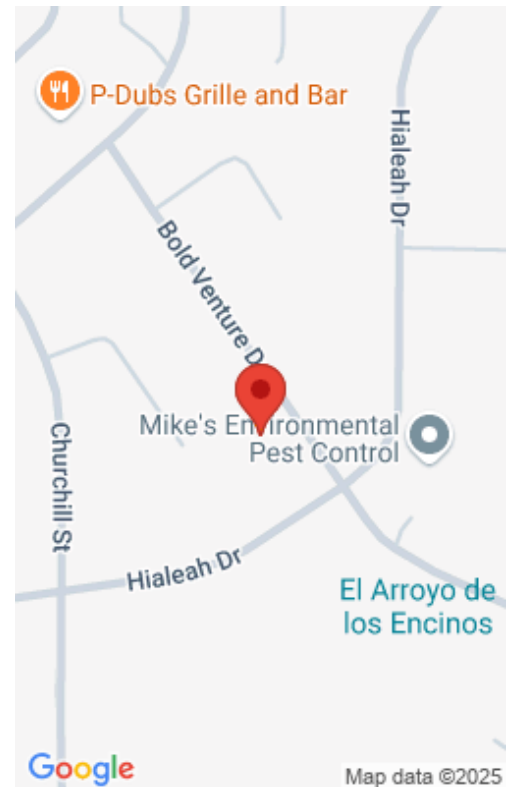 P-Dubs Grille and Bar
Hialeah Dr
Bold Venture D
Mike's Environmental
Pest Control
Churchill St
Hialeah Dr
El Arroyo de
los Encinos
Google
Map data ©2025